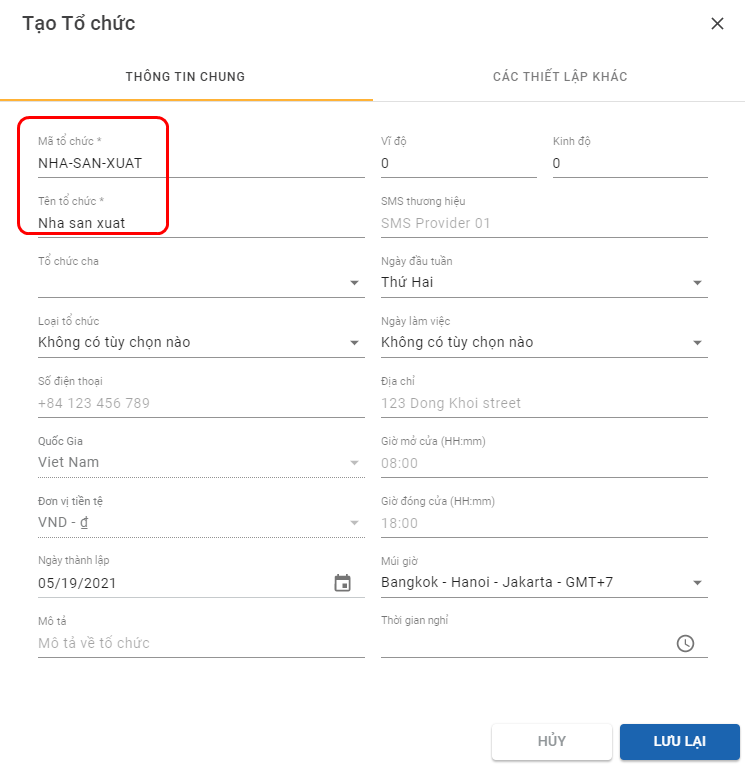 Tạo Tổ chức
THÔNG TIN CHUNG
CÁC THIẾT LẬP KHÁC
Mã tổ chức *
NHA-SAN-XUAT
Vĩ độ
0
Kinh độ
0
Tên tổ chức *
Nha san xuat
SMS thương hiệu
SMS Provider 01
Tổ chức cha
Ngày đầu tuần
Thứ Hai
Loại tổ chức
Không có tùy chọn nào
Ngày làm việc
Không có tùy chọn nào
Số điện thoại
+84 123 456 789
Địa chỉ
123 Dong Khoi street
Quốc Gia
Viet Nam
Giờ mở cửa (HH:mm)
08:00
Đơn vị tiền tệ
VND - ₫
Giờ đóng cửa (HH:mm)
18:00
Ngày thành lập
05/19/2021
Múi giờ
Bangkok - Hanoi - Jakarta - GMT+7
Mô tả
Mô tả về tổ chức
Thời gian nghỉ
HỦY
LƯU LẠI